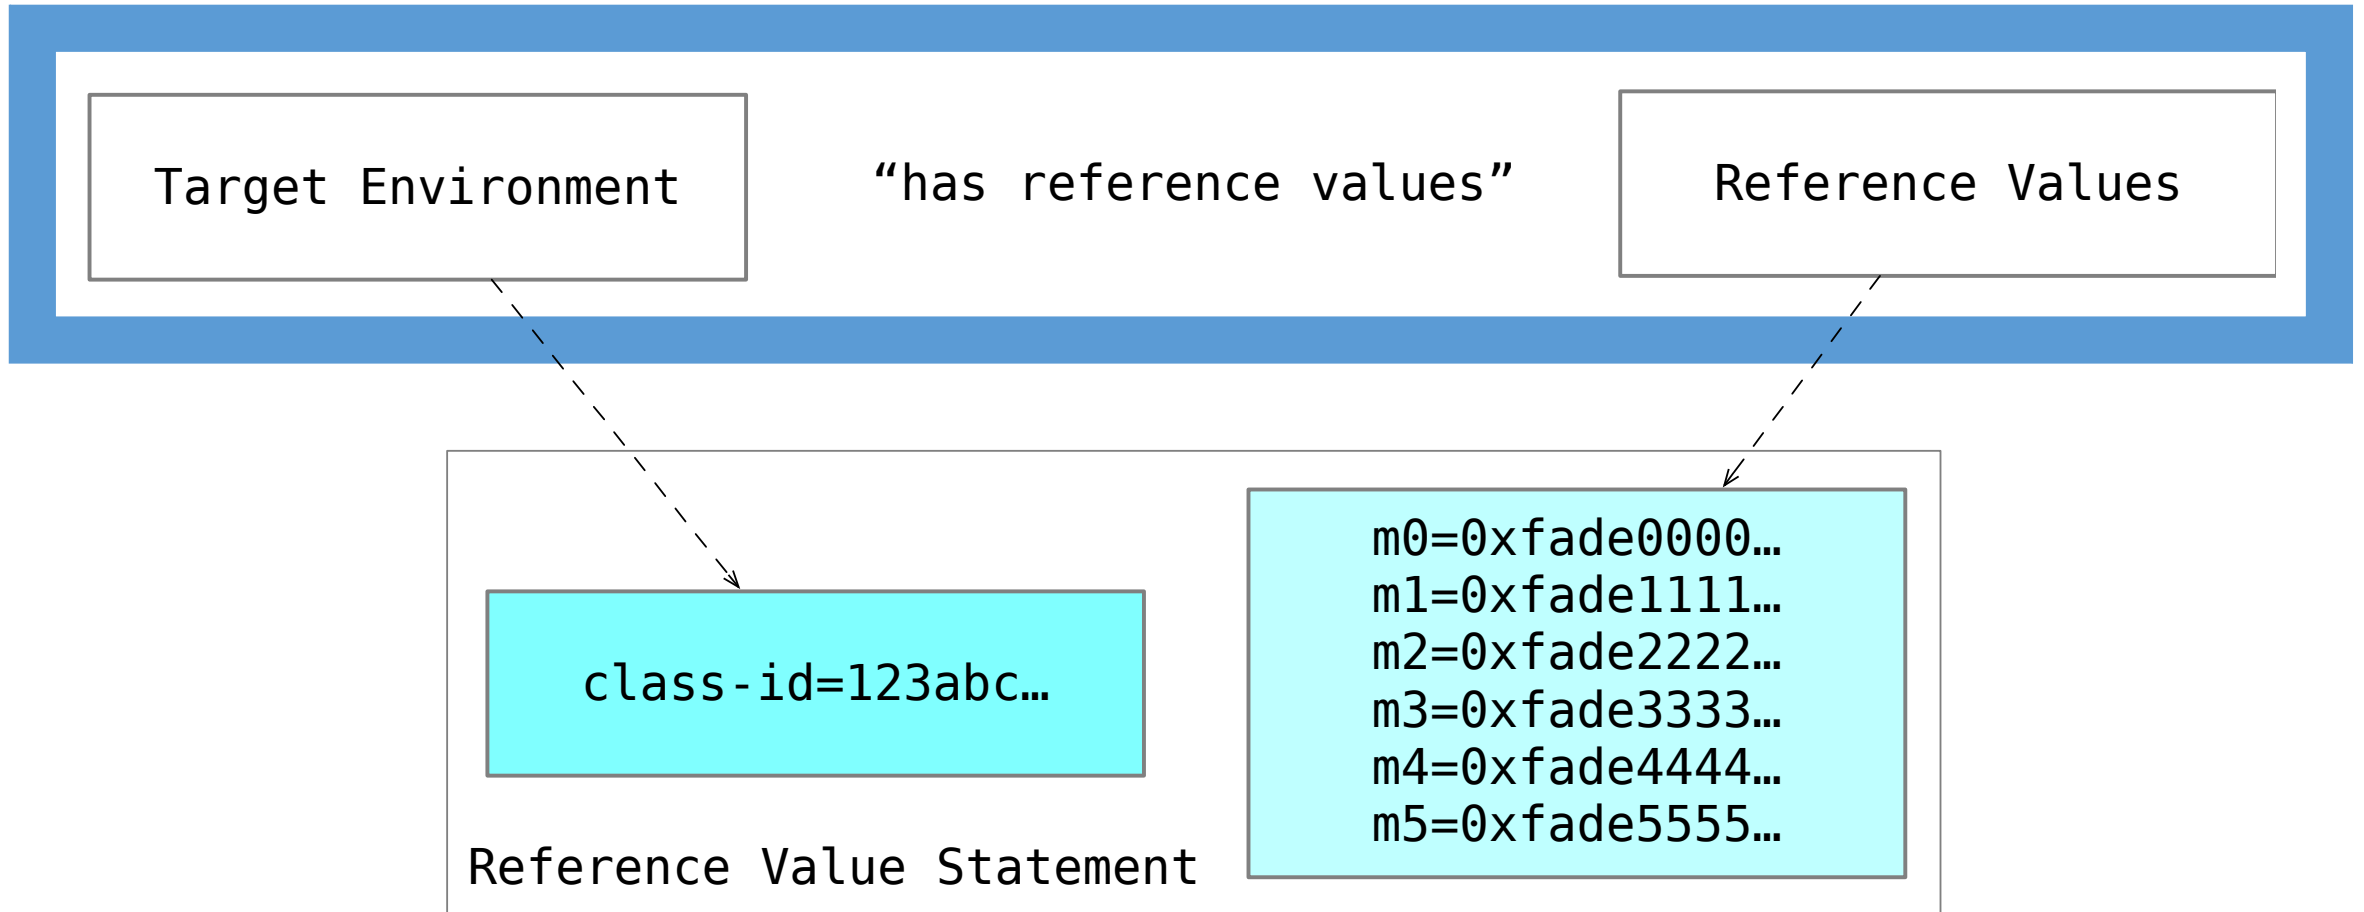 Target Environment
“has reference values”
Reference Values
class-id=123abc…
m0=0xfade0000…
m1=0xfade1111…
m2=0xfade2222…
m3=0xfade3333…
m4=0xfade4444…
m5=0xfade5555…
Reference Value Statement